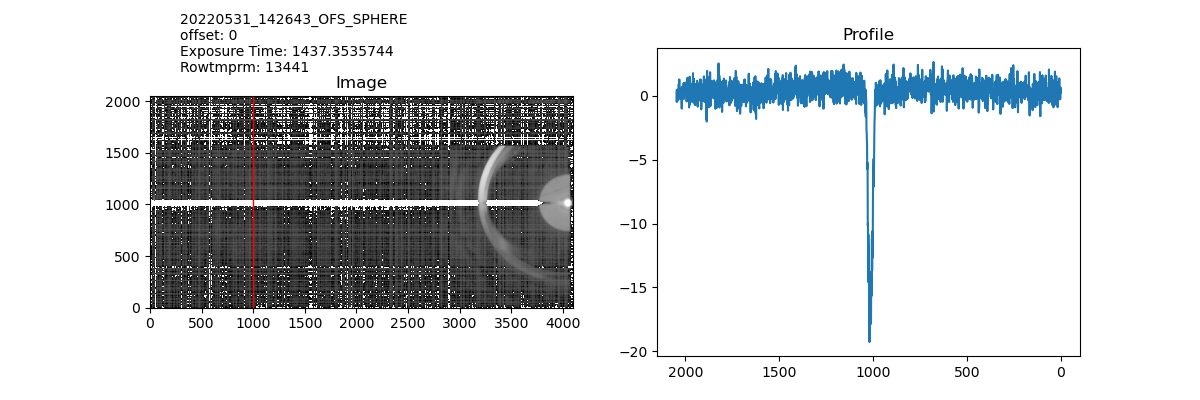 20220531_142643_OFS_SPHERE
offset: 0
Exposure Time: 1437.3535744
Rowtmprm: 13441
Image
2000
1500
1000
500
0
0 500 1000 1500 2000 2500 3000 3500 4000
Profile
0
−5
−10
−15
−20
2000 1500 1000 500 0